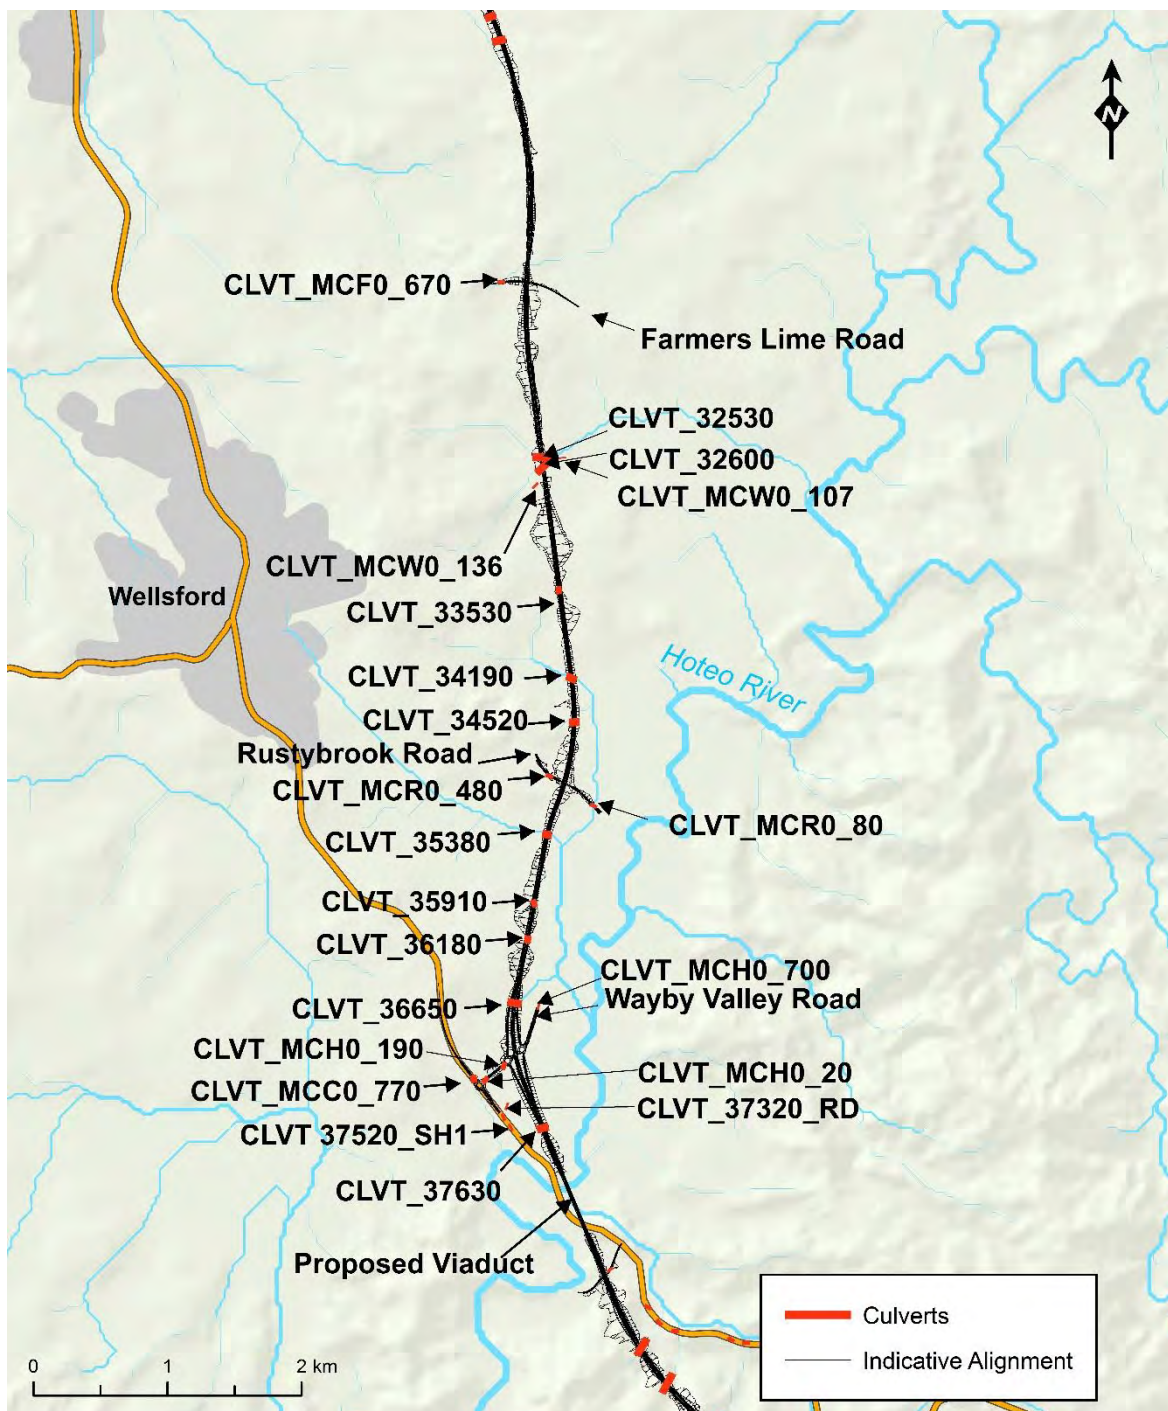 N
CLVT_MCF0_670
Farmers Lime Road
CLVT_32530
CLVT_32600
CLVT_MCW0_107
CLVT_MCW0_136
Wellsford
CLVT_33530
Hoteo River
CLVT_34190
CLVT_34520
Rustybrook Road
CLVT_MCR0_480
CLVT_MCR0_80
CLVT_35380
CLVT_35910
CLVT_36180
CLVT_MCH0_700
Wayby Valley Road
CLVT_36650
CLVT_MCH0_190
CLVT_MCH0_20
CLVT_MCC0_770
CLVT_37320_RD
CLVT 37520_SH1
CLVT_37630
Proposed Viaduct
Culverts
Indicative Alignment
0 1 2 km